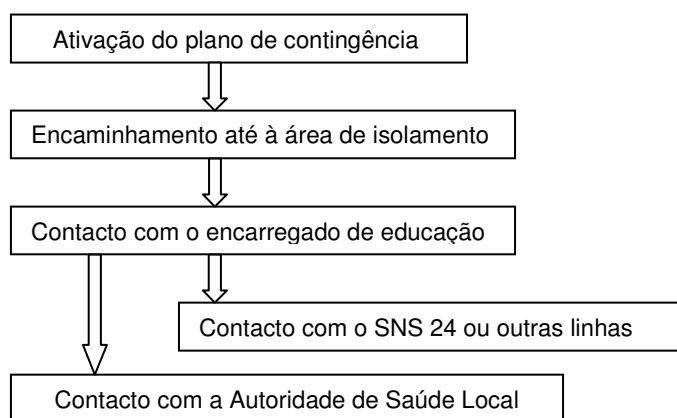 Ativação do plano de contingência
Encaminhamento até à área de isolamento
Contacto com o encarregado de educação
Contacto com o SNS 24 ou outras linhas
Contacto com a Autoridade de Saúde Local